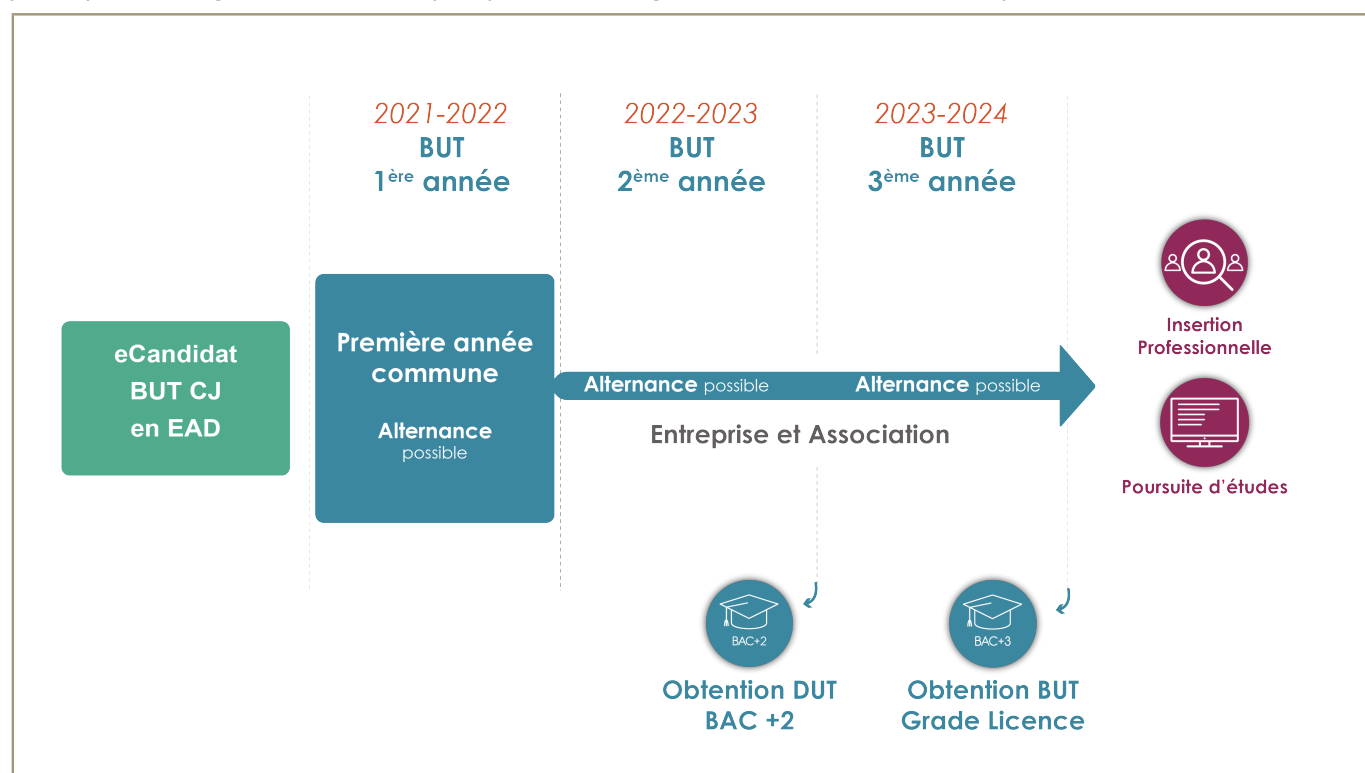 2021-2022
BUT
1ère année
2022-2023
BUT
2ème année
2023-2024
BUT
3ème année
eCandidat
BUT CJ
en EAD
Première année
commune
Alternance
possible
Alternance possible
Alternance possible
Entreprise et Association
Insertion
Professionnelle
Poursuite d'études
BAC+2
Obtention DUT
BAC +2
BAC+3
Obtention BUT
Grade Licence